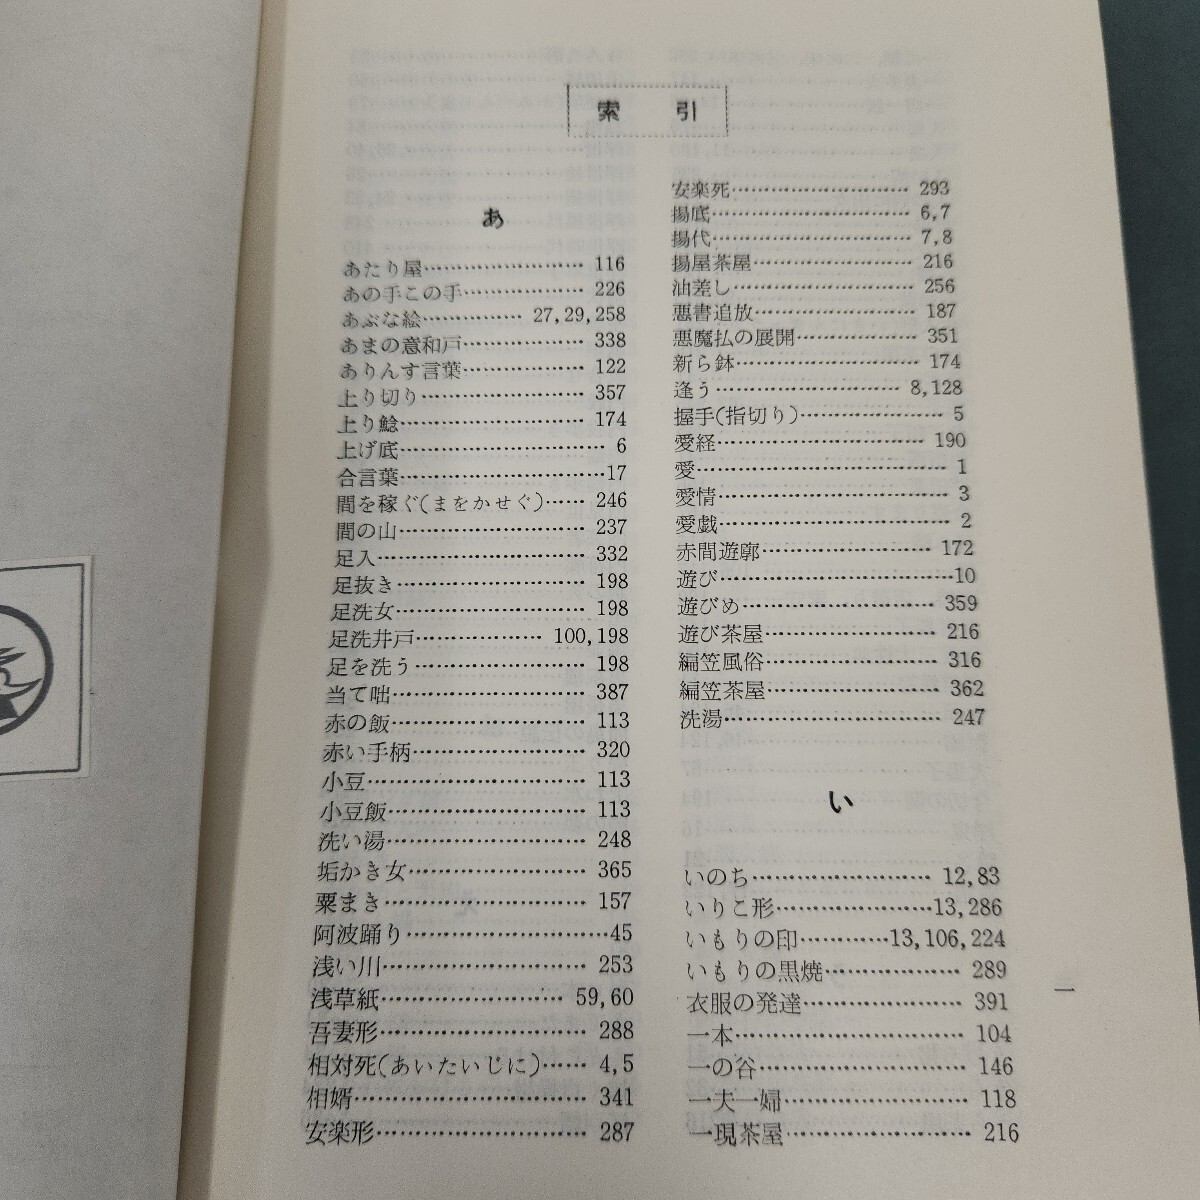 索引
あ
あたり屋…………………… 116
あの手この手……………… 226
あぶな絵…………… 27,29,258
あまの意和戸……………… 338
ありんす言葉……………… 122
上り切り…………………… 357
上り鯰……………………… 174
上げ底………………………… 6
合言葉…………………………17
間を稼ぐ(まをかせぐ)…… 246
間の山……………………… 237
足入………………………… 332
足抜き……………………… 198
足洗女……………………… 198
足洗井戸……………… 100,198
足を洗う…………………… 198
当て咄……………………… 387
赤の飯……………………… 113
赤い手柄…………………… 320
小豆………………………… 113
小豆飯……………………… 113
洗い湯……………………… 248
垢かき女…………………… 365
粟まき……………………… 157
阿波踊り………………………45
浅い川……………………… 253
浅草紙…………………… 59,60
吾妻形……………………… 288
相対死(あいたいじに)…… 4,5
相婿………………………… 341
安楽形……………………… 287
安楽死……………………… 293
揚底………………………… 6,7
揚代………………………… 7,8
揚屋茶屋…………………… 216
油差し……………………… 256
悪書追放…………………… 187
悪魔払の展開……………… 351
新ら鉢……………………… 174
逢う……………………… 8,128
握手(指切り)………………… 5
愛経………………………… 190
愛……………………………… 1
愛情…………………………… 3
愛戯…………………………… 2
赤間遊廓…………………… 172
遊び……………………………10
遊びめ……………………… 359
遊び茶屋…………………… 216
編笠風俗…………………… 316
編笠茶屋…………………… 362
洗湯………………………… 247
い
いのち…………………… 12,83
いりこ形…………………13,286
いもりの印…………13,106,224
いもりの黒焼……………… 289
衣服の発達………………… 391
一本………………………… 104
一の谷……………………… 146
一夫一婦…………………… 118
一現茶屋…………………… 216
一